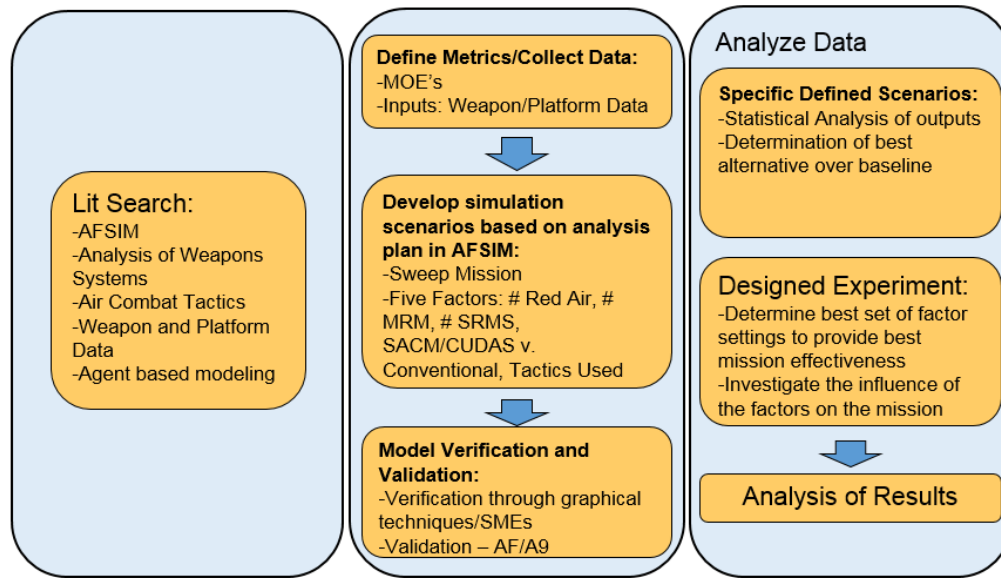 Lit Search:
-AFSIM
-Analysis of Weapons
Systems
-Air Combat Tactics
-Weapon and Platform
Data
-Agent based modeling
Define Metrics/Collect Data:
-MOE's
-Inputs: Weapon/Platform Data
Develop simulation
scenarios based on analysis
plan in AFSIM:
-Sweep Mission
-Five Factors: # Red Air, #
MRM, # SRMS,
SACM/CUDAS v.
Conventional, Tactics Used
Model Verification and
Validation:
-Verification through graphical
techniques/SMEs
-Validation – AF/A9
Analyze Data
Specific Defined Scenarios:
-Statistical Analysis of outputs
-Determination of best
alternative over baseline
Designed Experiment:
-Determine best set of factor
settings to provide best
mission effectiveness
-Investigate the influence of
the factors on the mission
Analysis of Results